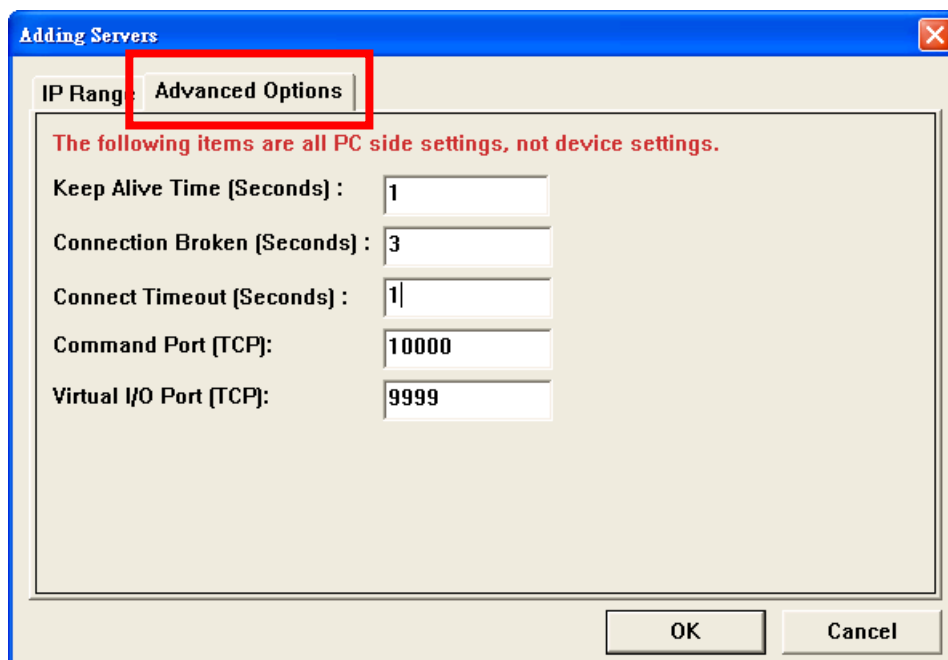 Adding Servers
IP Range Advanced Options
The following items are all PC side settings, not device settings.
Keep Alive Time (Seconds) : 1
Connection Broken (Seconds) : 3
Connect Timeout (Seconds) : 1
Command Port (TCP): 10000
Virtual I/O Port (TCP): 9999
OK Cancel